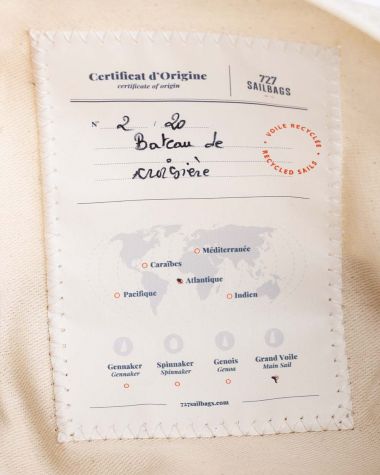 Certificat d'Origine
certificate of origin
727
SAILBAGS
N° 2 / 20
Bateau de
croisière
• VOILE RECYCLÉE •
RECYCLED SAILS
Méditerranée
Caraïbes
Atlantique
Pacifique
Indien
Gennaker
Gennaker
Spinnaker
Spinnaker
Genois
Genoa
Grand Voile
Main Sail
727sailbags.com